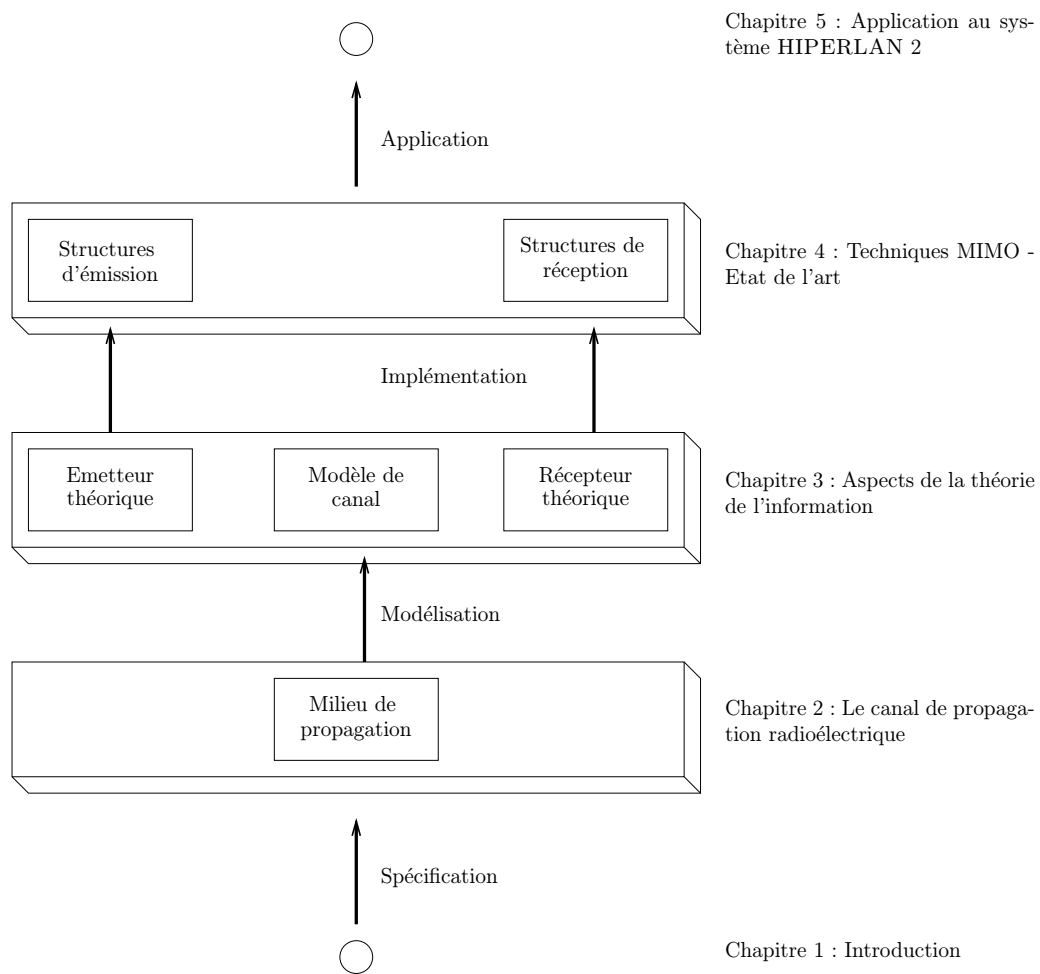 Chapitre 5 : Application au sys-
tème HIPERLAN 2
Application
Structures
d'émission
Structures de
réception
Chapitre 4 : Techniques MIMO -
Etat de l'art
Implémentation
Emetteur
théorique
Modèle de
canal
Récepteur
théorique
Chapitre 3 : Aspects de la théorie
de l'information
Modélisation
Milieu de
propagation
Chapitre 2 : Le canal de propaga-
tion radioélectrique
Spécification
Chapitre 1 : Introduction